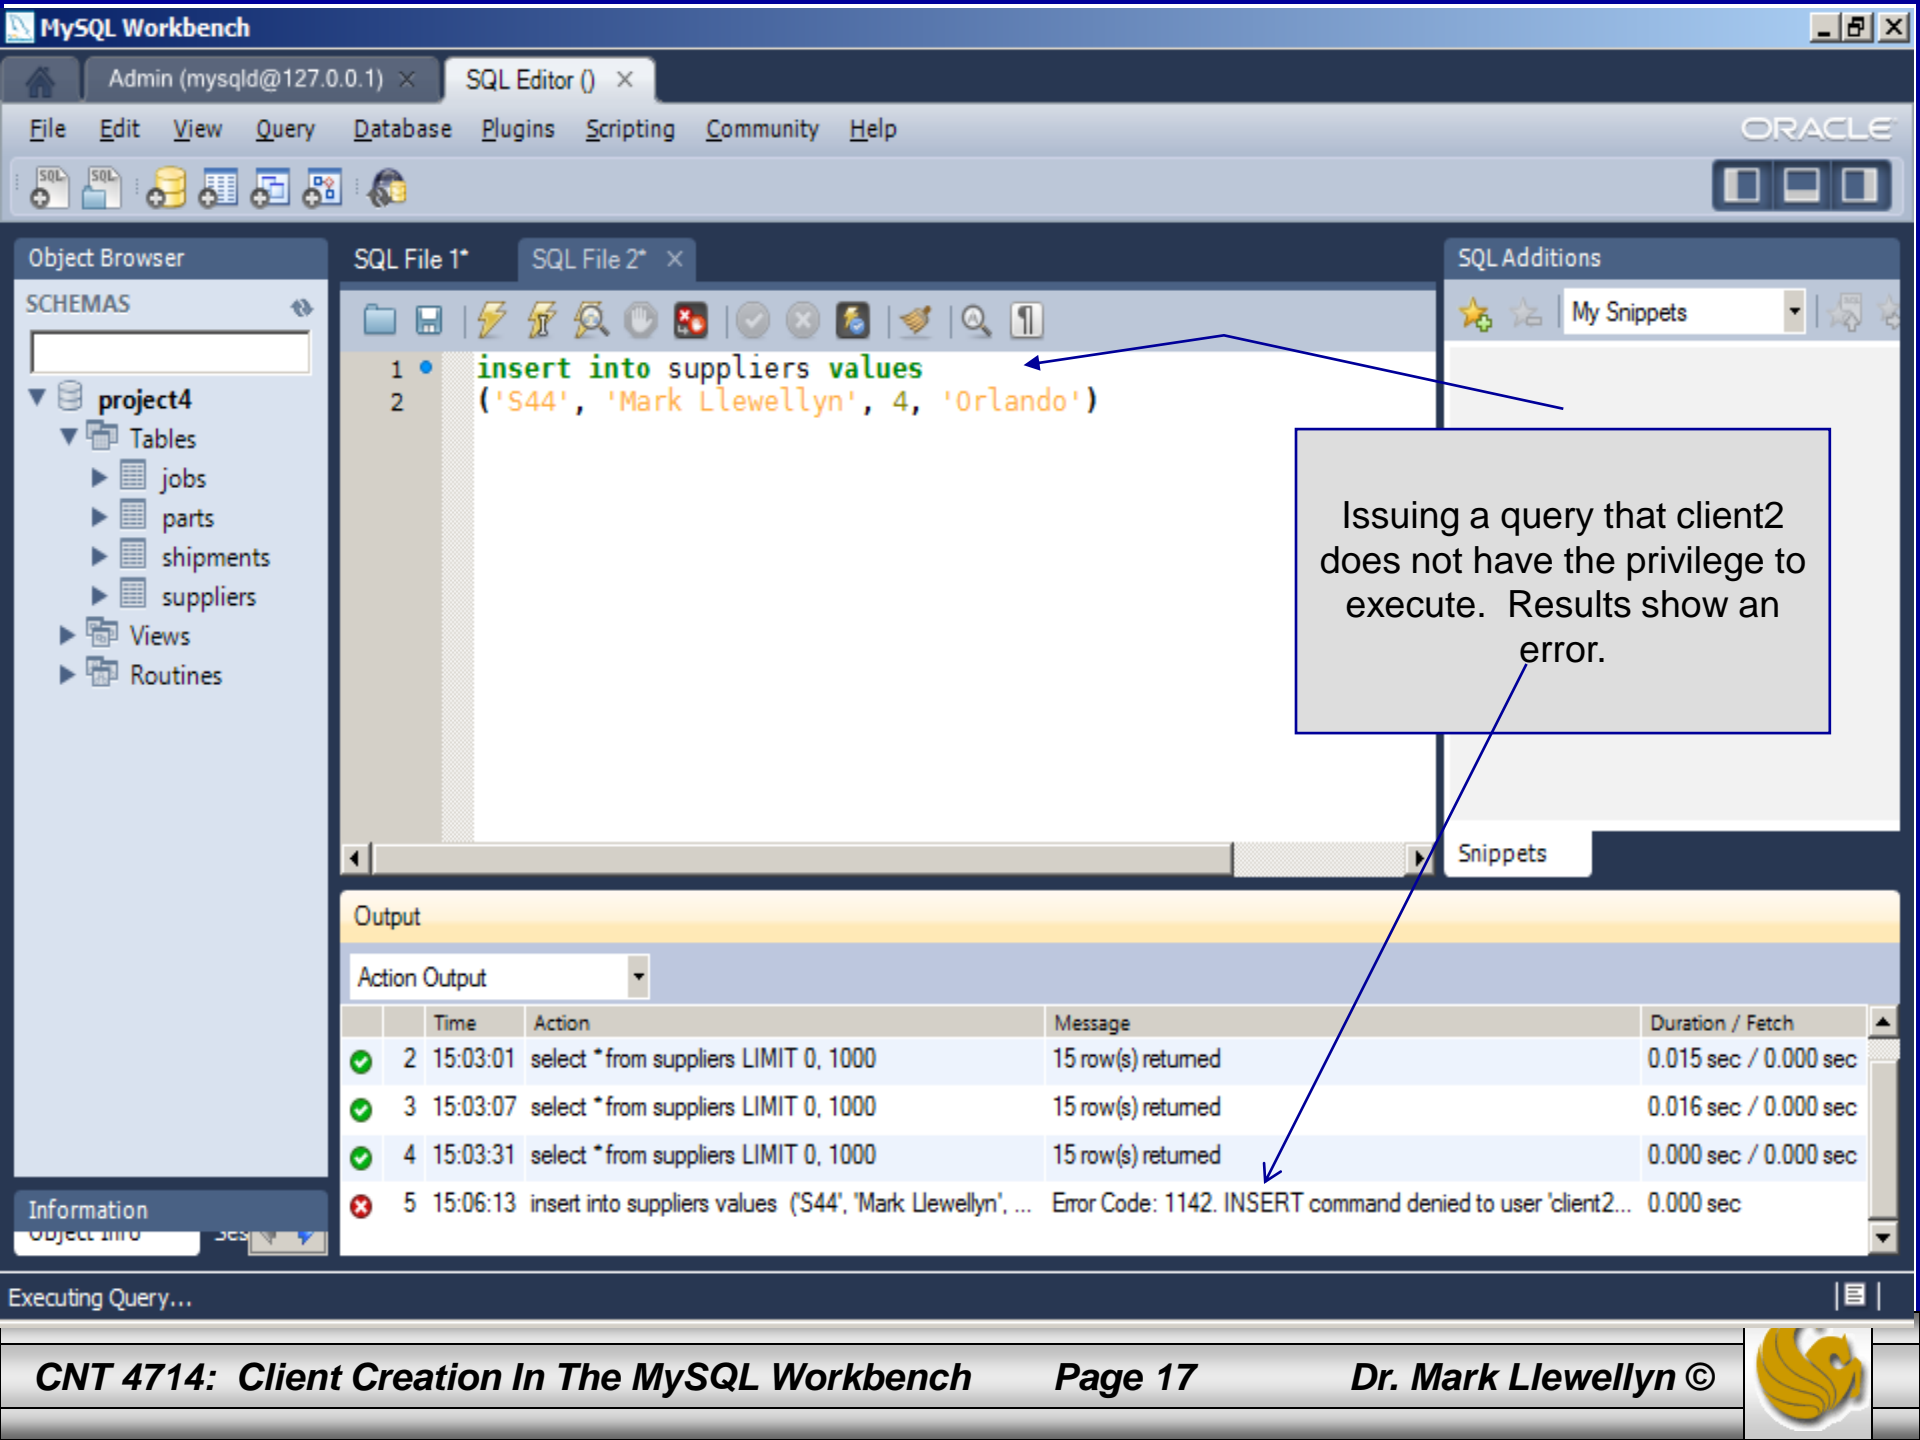 MySQL Workbench
Admin (mysqld@127.0.0.1) SQL Editor ()
File Edit View Query Database Plugins Scripting Community Help ORACLE
SQL SQL
Object Browser
SCHEMAS
project4
Tables
jobs
parts
shipments
suppliers
Views
Routines
SQL File 1* SQL File 2*
1 insert into suppliers values
2 ('S44', 'Mark Llewellyn', 4, 'Orlando')
SQL Additions
My Snippets
Issuing a query that client2
does not have the privilege to
execute. Results show an
error.
Snippets
Output
Action Output
Time Action Message Duration / Fetch
2 15:03:01 select * from suppliers LIMIT 0, 1000 15 row(s) returned 0.015 sec / 0.000 sec
3 15:03:07 select * from suppliers LIMIT 0, 1000 15 row(s) returned 0.016 sec / 0.000 sec
4 15:03:31 select * from suppliers LIMIT 0, 1000 15 row(s) returned 0.000 sec / 0.000 sec
5 15:06:13 insert into suppliers values ('S44', 'Mark Llewellyn', ... Error Code: 1142. INSERT command denied to user 'client2... 0.000 sec
Information
Object Info Ses
Executing Query...
CNT 4714: Client Creation In The MySQL Workbench Page 17 Dr. Mark Llewellyn ©